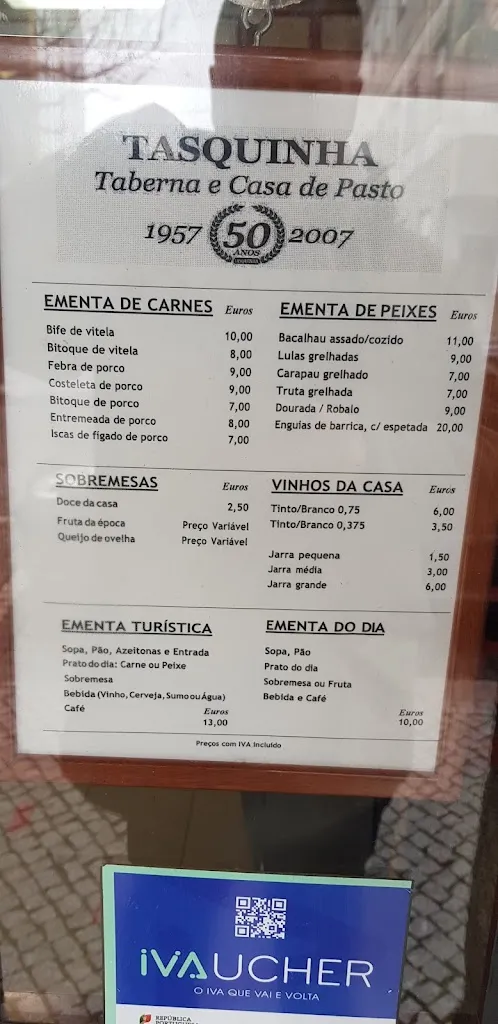 TASQUINHA
Taberna e Casa de Pasto
1957 50 2007
ANOS
EMENTA DE CARNES Euros
Bife de vitela 10,00
Bitoque de vitela 8,00
Febra de porco 9,00
Costeleta de porco 9,00
Bitoque de porco 7,00
Entremeada de porco 8,00
Iscas de fígado de porco 7,00
EMENTA DE PEIXES Euros
Bacalhau assado/cozido 11,00
Lulas grelhadas 9,00
Carapau grelhado 7,00
Truta grelhada 7,00
Dourada / Robalo 9,00
Enguias de barrica, c/ espetada 20,00
SOBREMESAS Euros
Doce da casa 2,50
Fruta da época Preço Variável
Queijo de ovelha Preço Variável
VINHOS DA CASA Euros
Tinto/Branco 0,75 6,00
Tinto/Branco 0,375 3,50
Jarra pequena 1,50
Jarra média 3,00
Jarra grande 6,00
EMENTA TURÍSTICA
Sopa, Pão, Azeitonas e Entrada
Prato do dia: Carne ou Peixe
Sobremesa
Bebida (Vinho, Cerveja, Sumo ou Água)
Café Euros
13,00
EMENTA DO DIA
Sopa, Pão
Prato do dia
Sobremesa ou Fruta
Bebida e Café
Euros
10,00
Preços com IVA Incluído
IVAUCHER
O IVA QUE VAI E VOLTA
REPÚBLICA
PORTUGUESA